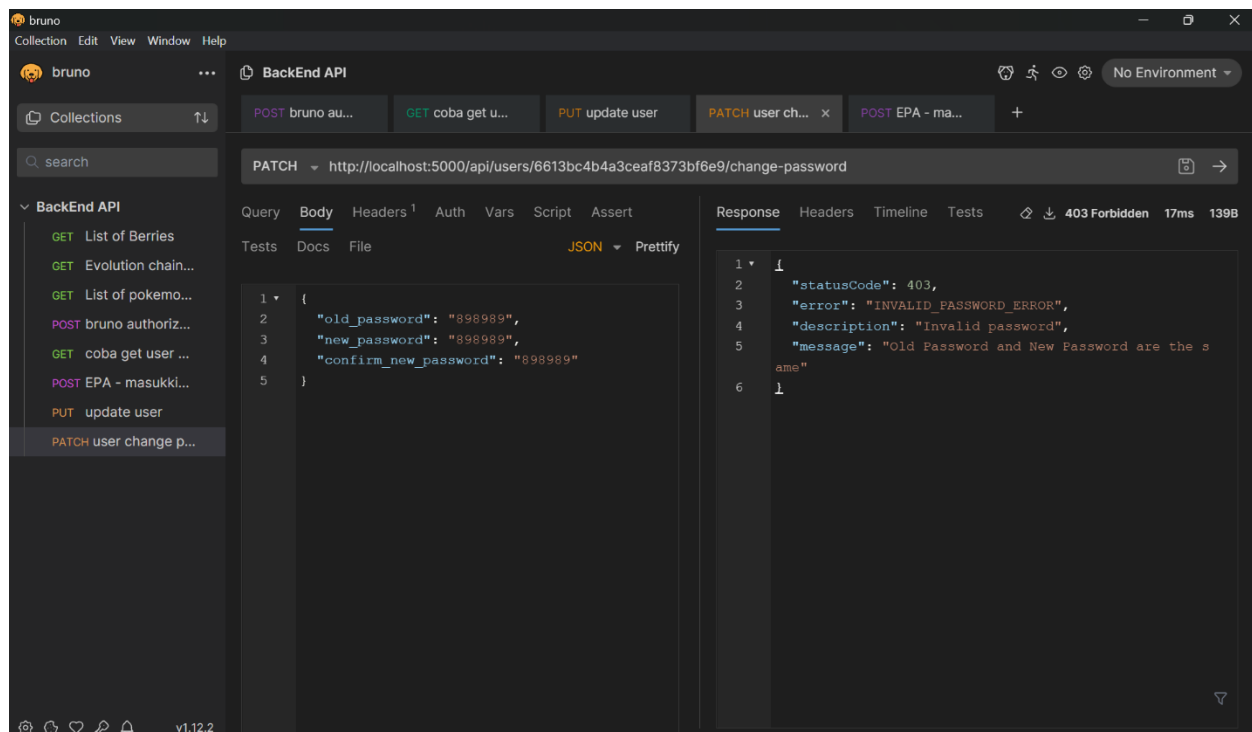 bruno
Collection Edit View Window Help
bruno
BackEnd API
No Environment
Collections
POST bruno au...
GET coba get u...
PUT update user
PATCH user ch... x
POST EPA - ma...
+
search
PATCH http://localhost:5000/api/users/6613bc4b4a3ceaf8373bf6e9/change-password
BackEnd API
GET List of Berries
GET Evolution chain...
GET List of pokemo...
POST bruno authoriz...
GET coba get user ...
POST EPA - masukki...
PUT update user
PATCH user change p...
Query Body Headers 1 Auth Vars Script Assert
Tests Docs File
JSON Prettify
1 {
2 "old_password": "898989",
3 "new_password": "898989",
4 "confirm_new_password": "898989"
5 }
Response Headers Timeline Tests 403 Forbidden 17ms 139B
1 {
2 "statusCode": 403,
3 "error": "INVALID_PASSWORD_ERROR",
4 "description": "Invalid password",
5 "message": "Old Password and New Password are the s
ame"
6 }
v1.12.2